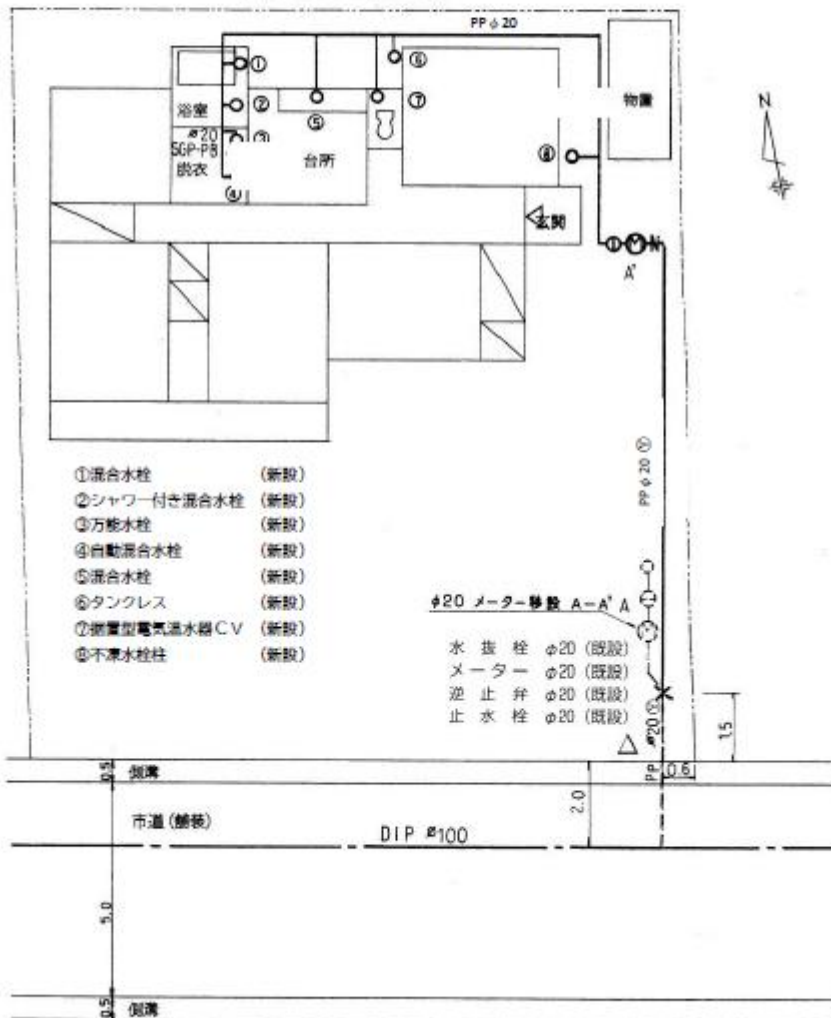 PP φ20
①
⑥
浴室
②
⑤
⑦
物置
N
ø20
③
SGP-PB
脱衣
台所
⑧
④
玄関
M
A'
PP φ20 Ⓨ
①混合水栓 (新設)
②シャワー付き混合水栓 (新設)
③万能水栓 (新設)
④自動混合水栓 (新設)
⑤混合水栓 (新設)
⑥タンクレス (新設)
⑦据置型電気温水器CV (新設)
⑧不凍水栓柱 (新設)
φ20 メーター移設 A-A' A
水抜栓 φ20 (既設)
メーター φ20 (既設)
逆止弁 φ20 (既設)
止水栓 φ20 (既設)
PP ø20 Ⓨ
1.5
0.6
0.5
側溝
2.0
市道(舗装)
DIP ø100
5.0
0.5
側溝